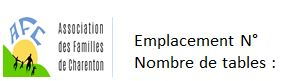 AFC
Association
des Familles
de Charenton
Emplacement N°
Nombre de tables :